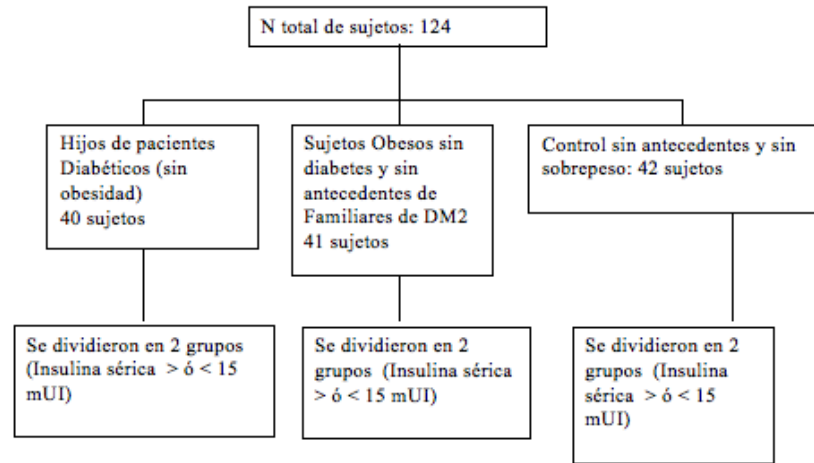 N total de sujetos: 124
Hijos de pacientes
Diabéticos (sin
obesidad)
40 sujetos
Sujetos Obesos sin
diabetes y sin
antecedentes de
Familiares de DM2
41 sujetos
Control sin antecedentes y sin
sobrepeso: 42 sujetos
Se dividieron en 2 grupos
(Insulina sérica > ó < 15
mUI)
Se dividieron en 2
grupos (Insulina sérica
> ó < 15 mUI)
Se dividieron en 2
grupos (Insulina
sérica > ó < 15
mUI)